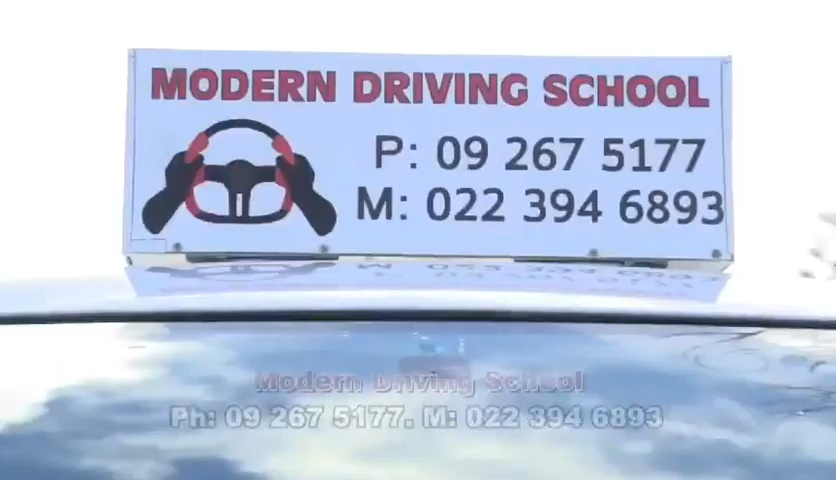 MODERN DRIVING SCHOOL
P: 09 267 5177
M: 022 394 6893
Modern Driving School
Ph: 09 267 5177. M: 022 394 6893